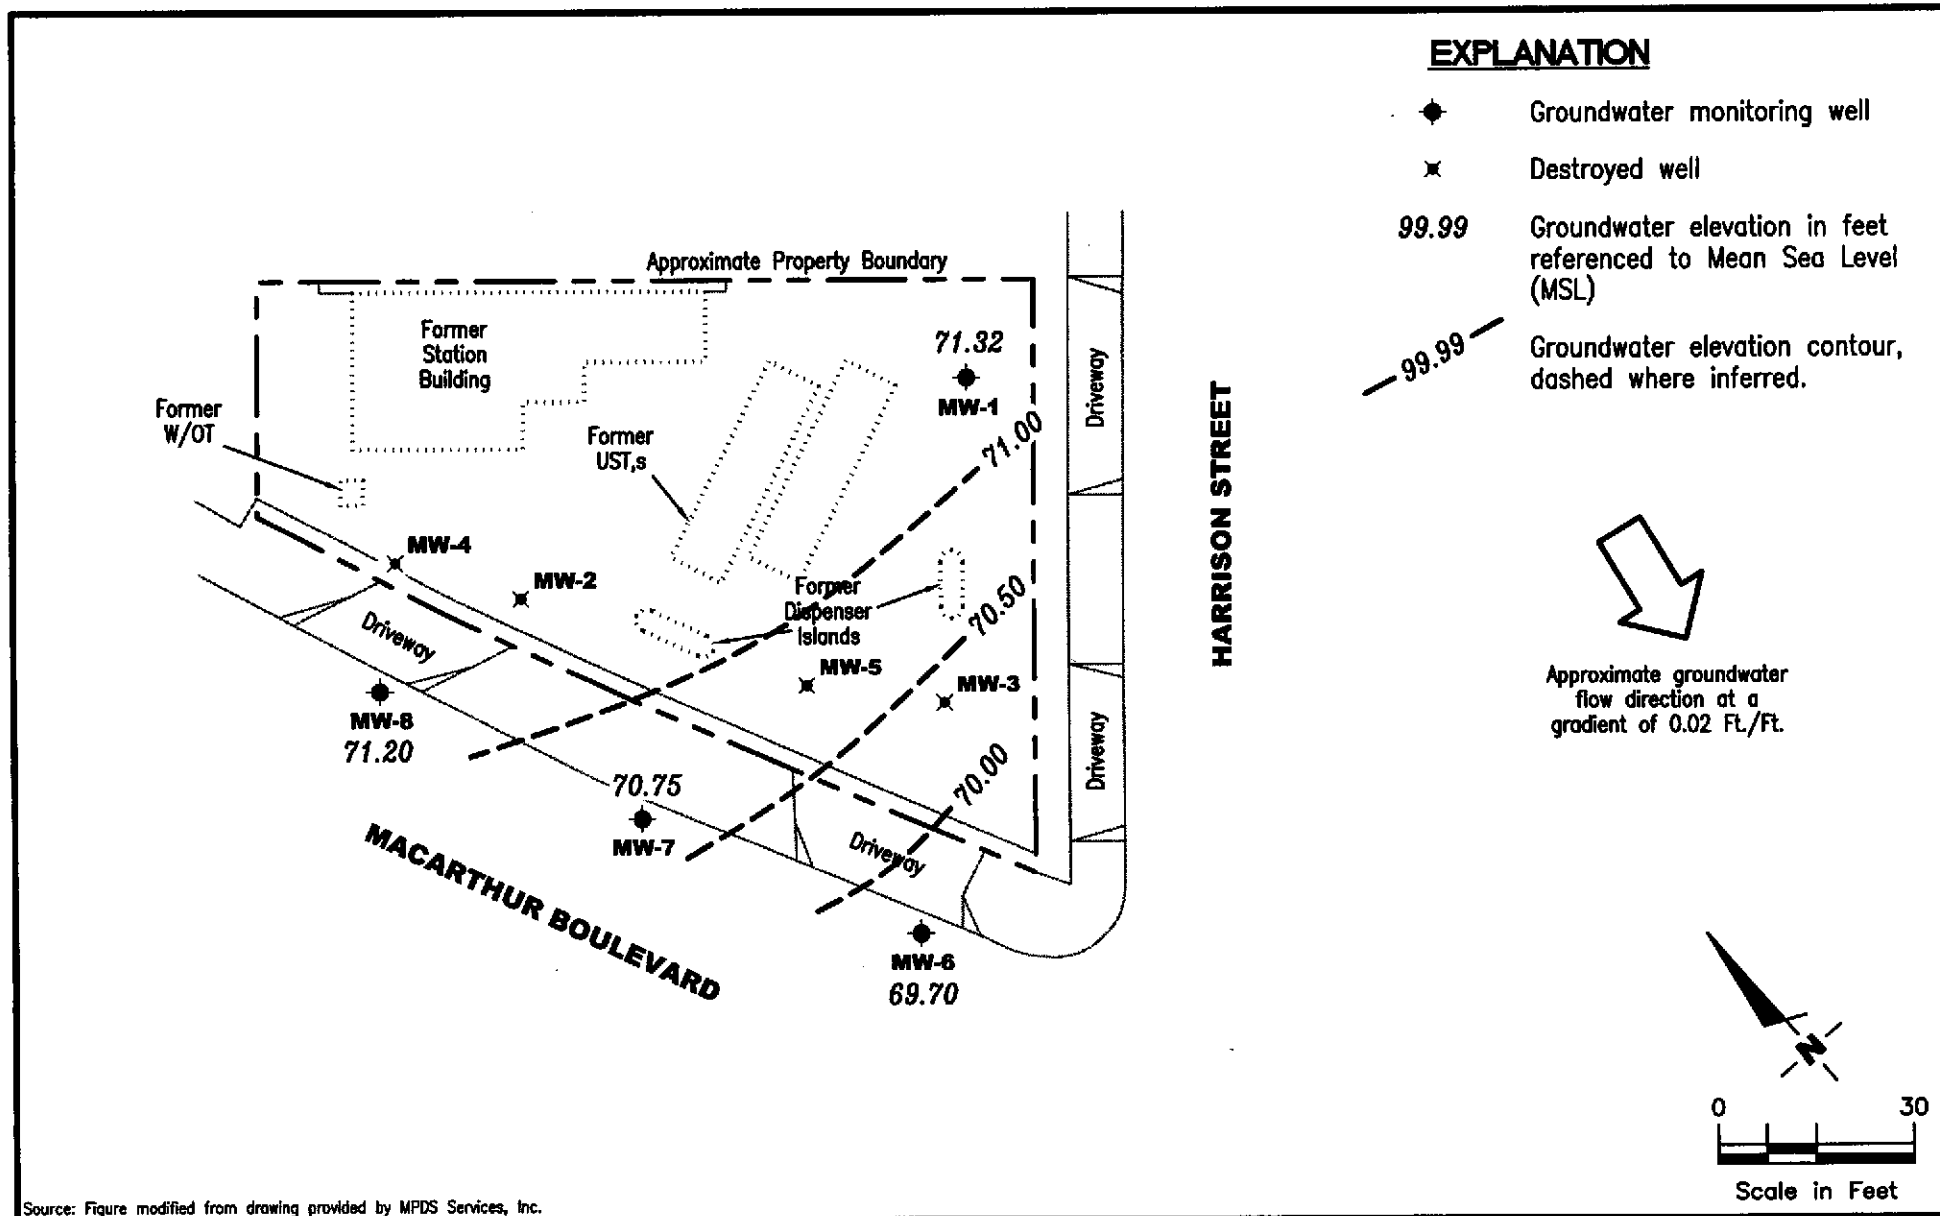 EXPLANATION
Groundwater monitoring well
Destroyed well
99.99
Groundwater elevation in feet
referenced to Mean Sea Level
(MSL)
99.99
Groundwater elevation contour,
dashed where inferred.
Approximate Property Boundary
Former
Station
Building
71.32
MW-1
71.00
Former
W/OT
Former
UST,s
Driveway
HARRISON STREET
MW-4
MW-2
Former
Dispenser
Islands
70.50
Driveway
MW-5
MW-3
MW-8
71.20
70.75
MW-7
70.00
Driveway
Driveway
MACARTHUR BOULEVARD
MW-6
69.70
Approximate groundwater
flow direction at a
gradient of 0.02 Ft./Ft.
N
0 30
Scale in Feet
Source: Figure modified from drawing provided by MPDS Services, Inc.